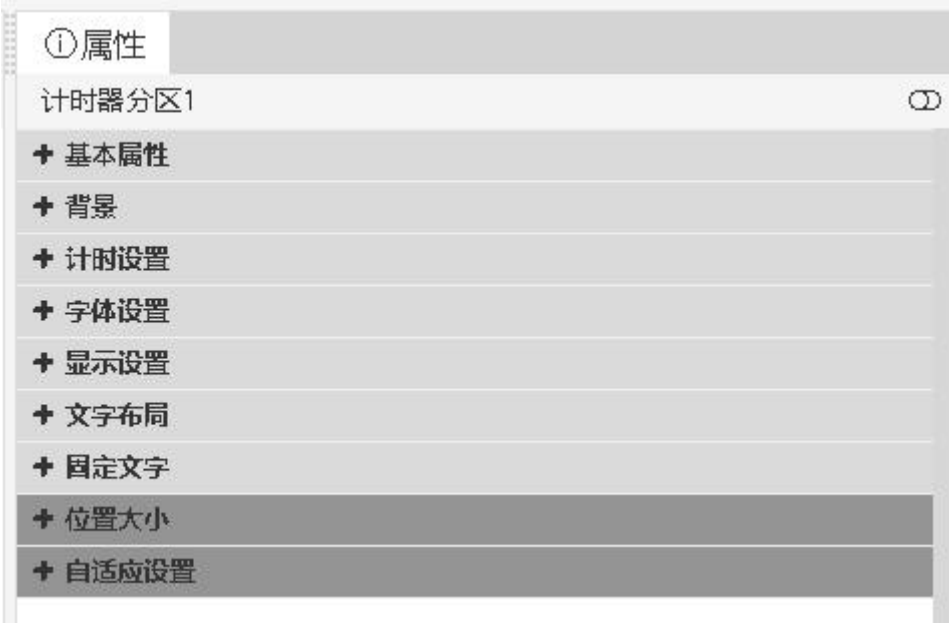 属性
计时器分区1
基本属性
背景
计时设置
字体设置
显示设置
文字布局
固定文字
位置大小
自适应设置